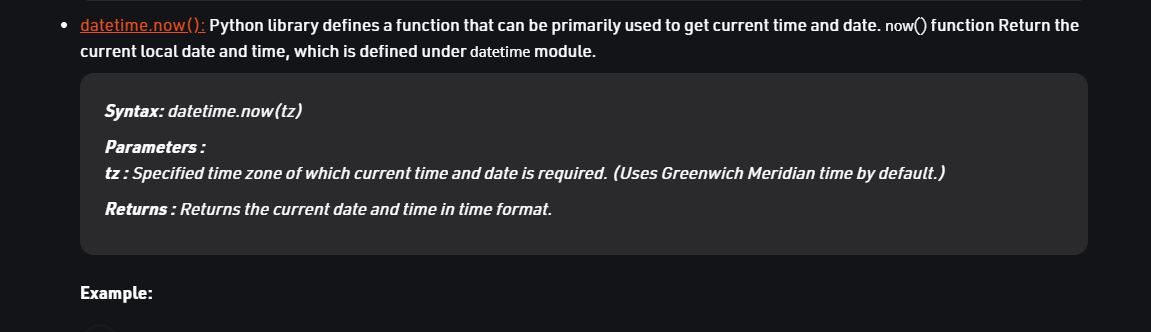 datetime.now(): Python library defines a function that can be primarily used to get current time and date. now() function Return the
current local date and time, which is defined under datetime module.
Syntax: datetime.now(tz)
Parameters :
tz : Specified time zone of which current time and date is required. (Uses Greenwich Meridian time by default.)
Returns : Returns the current date and time in time format.
Example: